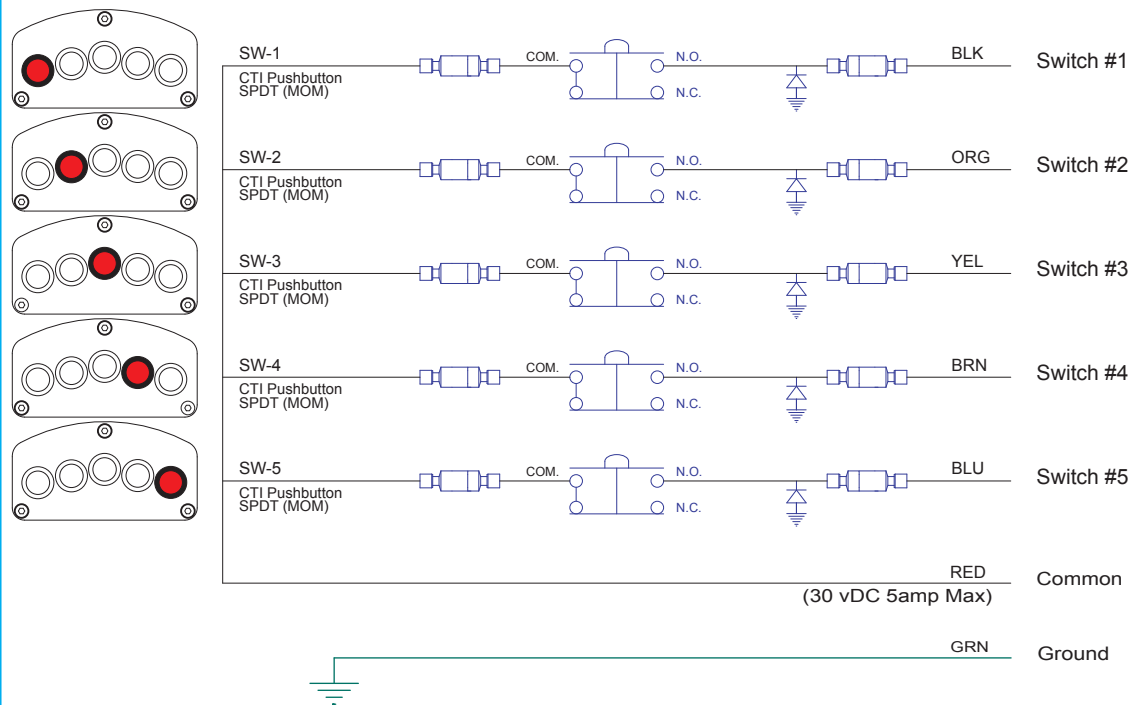 SW-1 COM. N.O. BLK Switch #1
CTI Pushbutton N.C.
SPDT (MOM)
SW-2 COM. N.O. ORG Switch #2
CTI Pushbutton N.C.
SPDT (MOM)
SW-3 COM. N.O. YEL Switch #3
CTI Pushbutton N.C.
SPDT (MOM)
SW-4 COM. N.O. BRN Switch #4
CTI Pushbutton N.C.
SPDT (MOM)
SW-5 COM. N.O. BLU Switch #5
CTI Pushbutton N.C.
SPDT (MOM)
RED Common
(30 vDC 5amp Max)
GRN Ground